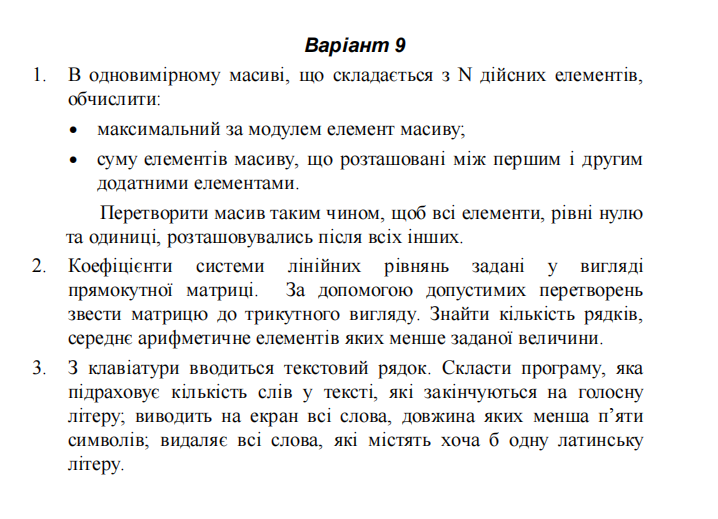 Варіант 9
1. В одновимірному масиві, що складається з N дійсних елементів,
обчислити:
• максимальний за модулем елемент масиву;
• суму елементів масиву, що розташовані між першим і другим
додатними елементами.
Перетворити масив таким чином, щоб всі елементи, рівні нулю
та одиниці, розташовувались після всіх інших.
2. Коефіцієнти системи лінійних рівнянь задані у вигляді
прямокутної матриці. За допомогою допустимих перетворень
звести матрицю до трикутного вигляду. Знайти кількість рядків,
середнє арифметичне елементів яких менше заданої величини.
3. З клавіатури вводиться текстовий рядок. Скласти програму, яка
підраховує кількість слів у тексті, які закінчуються на голосну
літеру; виводить на екран всі слова, довжина яких менша п’яти
символів; видаляє всі слова, які містять хоча б одну латинську
літеру.